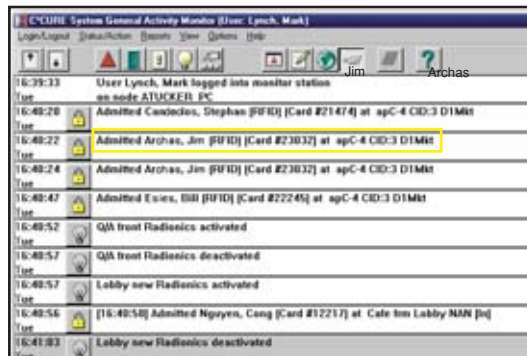 C*CURE System General Activity Monitor (User: Lynch, Mark)
Login/Logout Status/Action Reports View Options Help
Jim Archas
16:39:33 User Lynch, Mark logged into monitor station
Tue on node ATUCKER_PC
16:40:20 Admitted Candocios, Stephan [RFID] [Card #21474] at apC-4 CID:3 D1Mkt
Tue
16:40:22 Admitted Archas, Jim [RFID] [Card #23032] at apC-4 CID:3 D1Mkt
Tue
16:40:24 Admitted Archas, Jim [RFID] [Card #23032] at apC-4 CID:3 D1Mkt
Tue
16:40:47 Admitted Esies, Bill [RFID] [Card #22245] at apC-4 CID:3 D1Mkt
Tue
16:40:52 Q/A front Radionics activated
Tue
16:40:57 Q/A front Radionics deactivated
Tue
16:40:57 Lobby new Radionics activated
Tue
16:40:56 [16:40:58] Admitted Nguyen, Cong [Card #12217] at Cafe frm Lobby NAN [In]
Tue
16:41:03 Lobby new Radionics deactivated
Tue